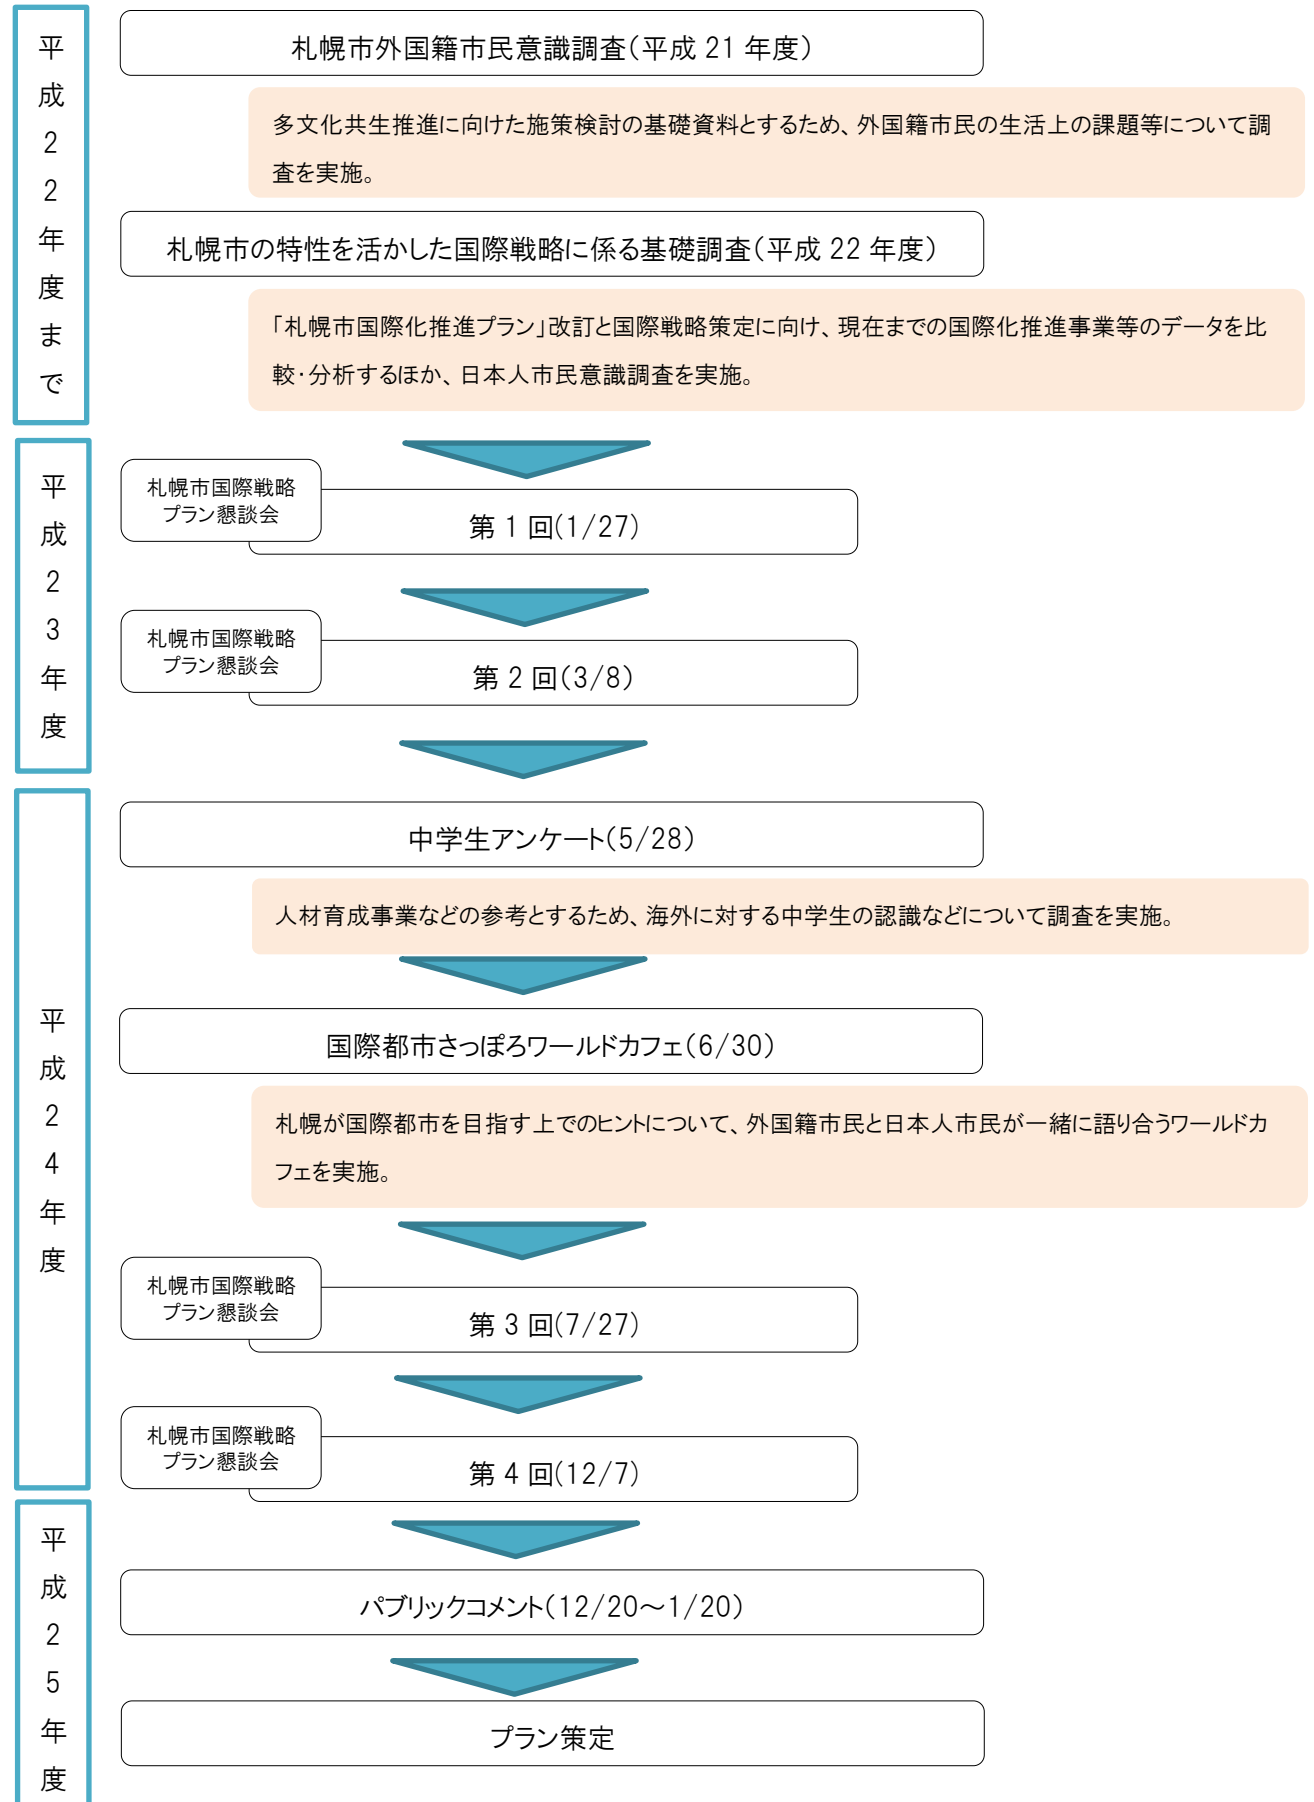 平成22年度まで
札幌市外国籍市民意識調査（平成 21 年度）
多文化共生推進に向けた施策検討の基礎資料とするため、外国籍市民の生活上の課題等について調
査を実施。
札幌市の特性を活かした国際戦略に係る基礎調査（平成 22 年度）
「札幌市国際化推進プラン」改訂と国際戦略策定に向け、現在までの国際化推進事業等のデータを比
較・分析するほか、日本人市民意識調査を実施。
平成23年度
札幌市国際戦略
プラン懇談会
第 1 回(1/27)
札幌市国際戦略
プラン懇談会
第 2 回(3/8)
平成24年度
中学生アンケート（5/28）
人材育成事業などの参考とするため、海外に対する中学生の認識などについて調査を実施。
国際都市さっぽろワールドカフェ（6/30）
札幌が国際都市を目指す上でのヒントについて、外国籍市民と日本人市民が一緒に語り合うワールドカ
フェを実施。
札幌市国際戦略
プラン懇談会
第 3 回(7/27)
札幌市国際戦略
プラン懇談会
第 4 回(12/7)
平成25年度
パブリックコメント（12/20～1/20）
プラン策定